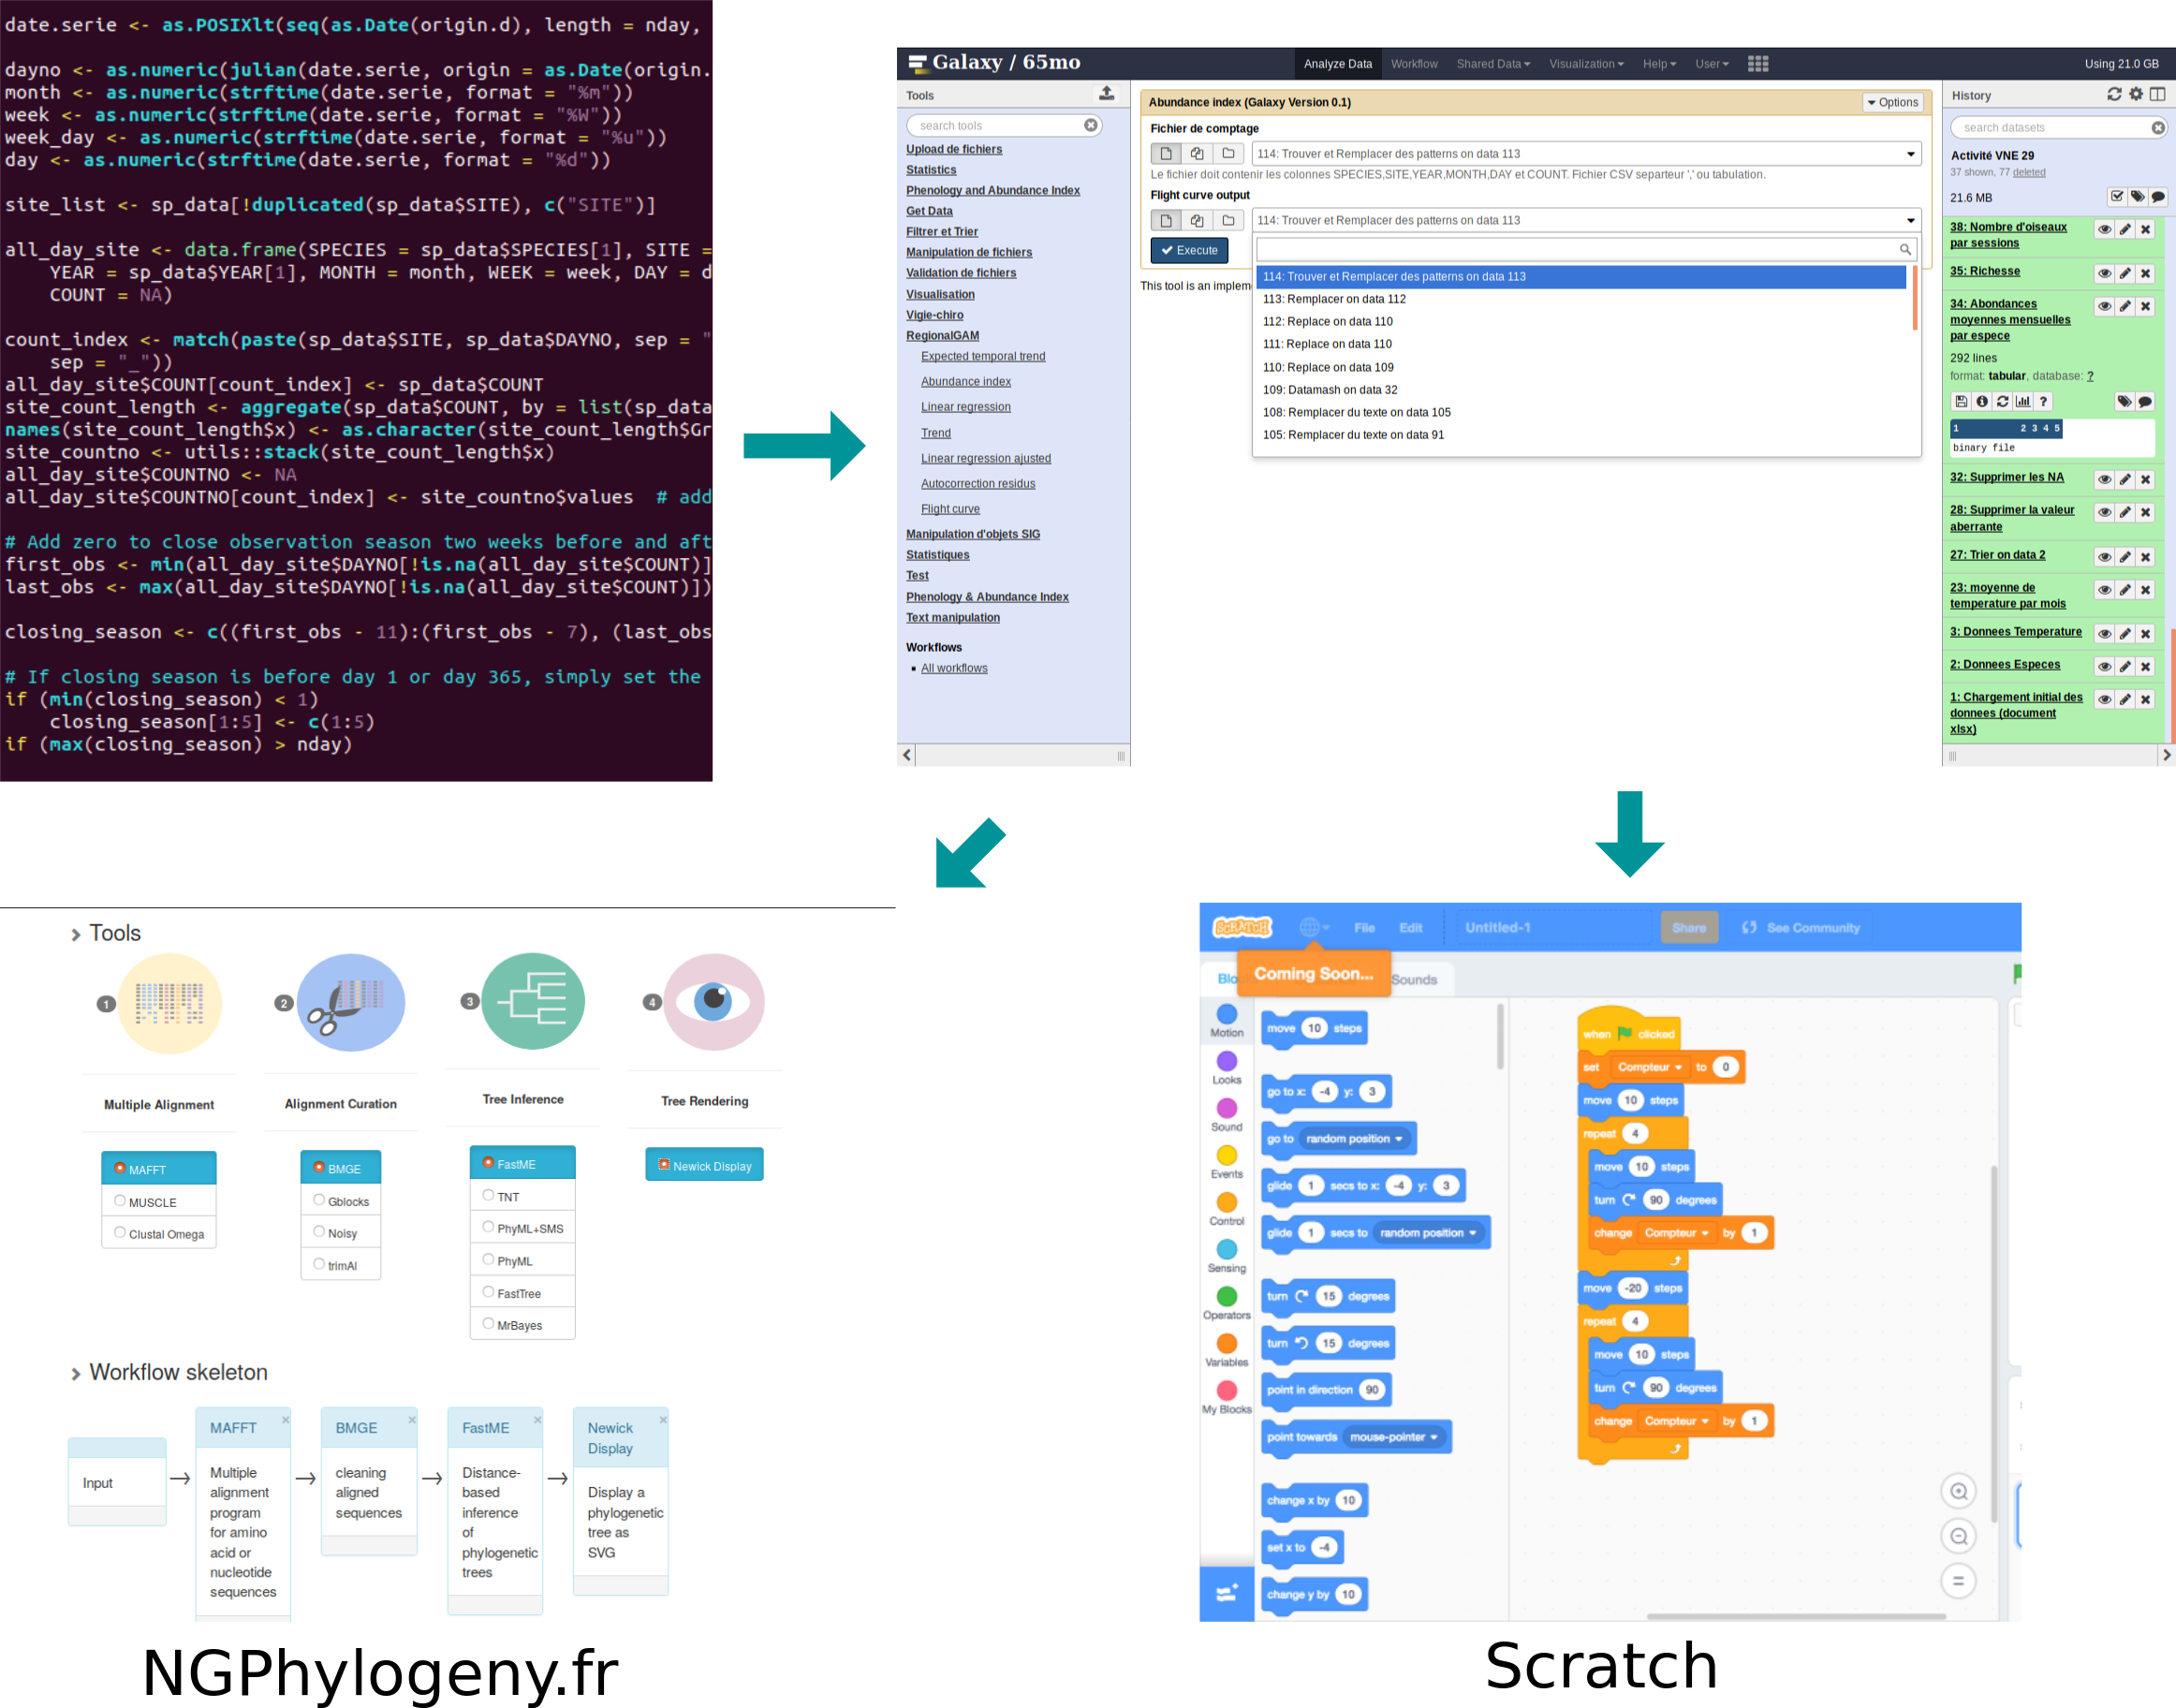 date.serie <- as.POSIXlt(seq(as.Date(origin.d), length = nday,
dayno <- as.numeric(julian(date.serie, origin = as.Date(origin.
month <- as.numeric(strftime(date.serie, format = "%m"))
week <- as.numeric(strftime(date.serie, format = "%W"))
week_day <- as.numeric(strftime(date.serie, format = "%u"))
day <- as.numeric(strftime(date.serie, format = "%d"))
site_list <- sp_data[!duplicated(sp_data$SITE), c("SITE")]
all_day_site <- data.frame(SPECIES = sp_data$SPECIES[1], SITE =
YEAR = sp_data$YEAR[1], MONTH = month, WEEK = week, DAY = d
COUNT = NA)
count_index <- match(paste(sp_data$SITE, sp_data$DAYNO, sep = "
sep = "_"))
all_day_site$COUNT[count_index] <- sp_data$COUNT
site_count_length <- aggregate(sp_data$COUNT, by = list(sp_data
names(site_count_length$x) <- as.character(site_count_length$Gr
site_countno <- utils::stack(site_count_length$x)
all_day_site$COUNTNO <- NA
all_day_site$COUNTNO[count_index] <- site_countno$values  # add
# Add zero to close observation season two weeks before and aft
first_obs <- min(all_day_site$DAYNO[!is.na(all_day_site$COUNT)]
last_obs <- max(all_day_site$DAYNO[!is.na(all_day_site$COUNT)])
closing_season <- c((first_obs - 11):(first_obs - 7), (last_obs
# If closing season is before day 1 or day 365, simply set the
if (min(closing_season) < 1)
closing_season[1:5] <- c(1:5)
if (max(closing_season) > nday)
Galaxy / 65mo
Analyze Data Workflow Shared Data Visualization Help User
Using 21.0 GB
Tools
search tools
Upload de fichiers
Statistics
Phenology and Abundance Index
Get Data
Filtrer et Trier
Manipulation de fichiers
Validation de fichiers
Visualisation
Vigie-chiro
RegionalGAM
Expected temporal trend
Abundance index
Linear regression
Trend
Linear regression ajusted
Autocorrection residus
Flight curve
Manipulation d'objets SIG
Statistiques
Test
Phenology & Abundance Index
Text manipulation
Workflows
All workflows
Abundance index (Galaxy Version 0.1)
Options
Fichier de comptage
114: Trouver et Remplacer des patterns on data 113
Le fichier doit contenir les colonnes SPECIES,SITE,YEAR,MONTH,DAY et COUNT. Fichier CSV separteur ',' ou tabulation.
Flight curve output
114: Trouver et Remplacer des patterns on data 113
Execute
This tool is an implem
114: Trouver et Remplacer des patterns on data 113
113: Remplacer on data 112
112: Replace on data 110
111: Replace on data 110
110: Replace on data 109
109: Datamash on data 32
108: Remplacer du texte on data 105
105: Remplacer du texte on data 91
History
search datasets
Activité VNE 29
37 shown, 77 deleted
21.6 MB
38: Nombre d'oiseaux
par sessions
35: Richesse
34: Abondances
moyennes mensuelles
par espece
292 lines
format: tabular, database: ?
1 2 3 4 5
binary file
32: Supprimer les NA
28: Supprimer la valeur
aberrante
27: Trier on data 2
23: moyenne de
temperature par mois
3: Donnees Temperature
2: Donnees Especes
1: Chargement initial des
donnees (document
xlsx)
Tools
1
2
3
4
Multiple Alignment
Alignment Curation
Tree Inference
Tree Rendering
MAFFT
MUSCLE
Clustal Omega
BMGE
Gblocks
Noisy
trimAl
FastME
TNT
PhyML+SMS
PhyML
FastTree
MrBayes
Newick Display
Workflow skeleton
Input
MAFFT
Multiple
alignment
program
for amino
acid or
nucleotide
sequences
BMGE
cleaning
aligned
sequences
FastME
Distance-
based
inference
of
phylogenetic
trees
Newick
Display
Display a
phylogenetic
tree as
SVG
NGPhylogeny.fr
SCRATCH
File Edit
Untitled-1
Share
See Community
Coming Soon...
Blo
Sounds
Motion
Looks
Sound
Events
Control
Sensing
Operators
Variables
My Blocks
move 10 steps
go to x: -4 y: 3
go to random position
glide 1 secs to x: -4 y: 3
glide 1 secs to random position
turn 15 degrees
turn 15 degrees
point in direction 90
point towards mouse-pointer
change x by 10
set x to -4
change y by 10
when clicked
set Compteur to 0
move 10 steps
repeat 4
move 10 steps
turn 90 degrees
change Compteur by 1
move -20 steps
repeat 4
move 10 steps
turn 90 degrees
change Compteur by 1
Scratch